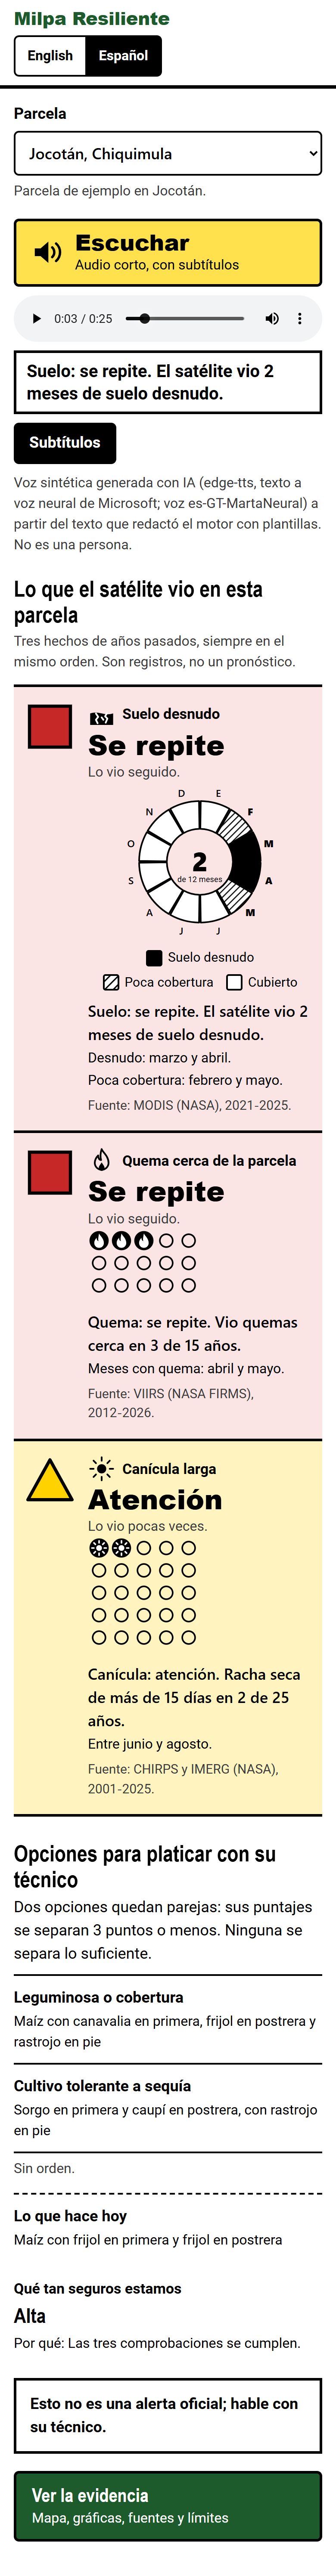 Milpa Resiliente
English Español
Parcela
Jocotán, Chiquimula
Parcela de ejemplo en Jocotán.
Escuchar
Audio corto, con subtítulos
0:03 / 0:25
Suelo: se repite. El satélite vio 2
meses de suelo desnudo.
Subtítulos
Voz sintética generada con IA (edge-tts, texto a
voz neural de Microsoft; voz es-GT-MartaNeural) a
partir del texto que redactó el motor con plantillas.
No es una persona.
Lo que el satélite vio en esta
parcela
Tres hechos de años pasados, siempre en el
mismo orden. Son registros, no un pronóstico.
Suelo desnudo
Se repite
Lo vio seguido.
D E
N F
O M
2
de 12 meses
S A
A M
J J
Suelo desnudo
Poca cobertura Cubierto
Suelo: se repite. El satélite vio 2
meses de suelo desnudo.
Desnudo: marzo y abril.
Poca cobertura: febrero y mayo.
Fuente: MODIS (NASA), 2021-2025.
Quema cerca de la parcela
Se repite
Lo vio seguido.
Quema: se repite. Vio quemas
cerca en 3 de 15 años.
Meses con quema: abril y mayo.
Fuente: VIIRS (NASA FIRMS),
2012-2026.
Canícula larga
Atención
Lo vio pocas veces.
Canícula: atención. Racha seca
de más de 15 días en 2 de 25
años.
Entre junio y agosto.
Fuente: CHIRPS y IMERG (NASA),
2001-2025.
Opciones para platicar con su
técnico
Dos opciones quedan parejas: sus puntajes
se separan 3 puntos o menos. Ninguna se
separa lo suficiente.
Leguminosa o cobertura
Maíz con canavalia en primera, frijol en postrera y
rastrojo en pie
Cultivo tolerante a sequía
Sorgo en primera y caupí en postrera, con rastrojo
en pie
Sin orden.
Lo que hace hoy
Maíz con frijol en primera y frijol en postrera
Qué tan seguros estamos
Alta
Por qué: Las tres comprobaciones se cumplen.
Esto no es una alerta oficial; hable con
su técnico.
Ver la evidencia
Mapa, gráficas, fuentes y límites